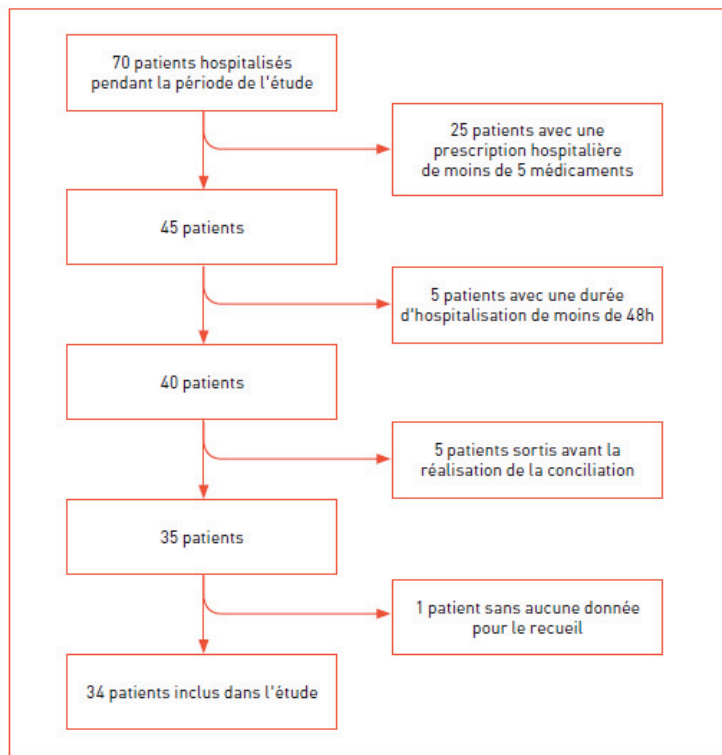 70 patients hospitalisés
pendant la période de l'étude
25 patients avec une
prescription hospitalière
de moins de 5 médicaments
45 patients
5 patients avec une durée
d'hospitalisation de moins de 48h
40 patients
5 patients sortis avant la
réalisation de la conciliation
35 patients
1 patient sans aucune donnée
pour le recueil
34 patients inclus dans l'étude